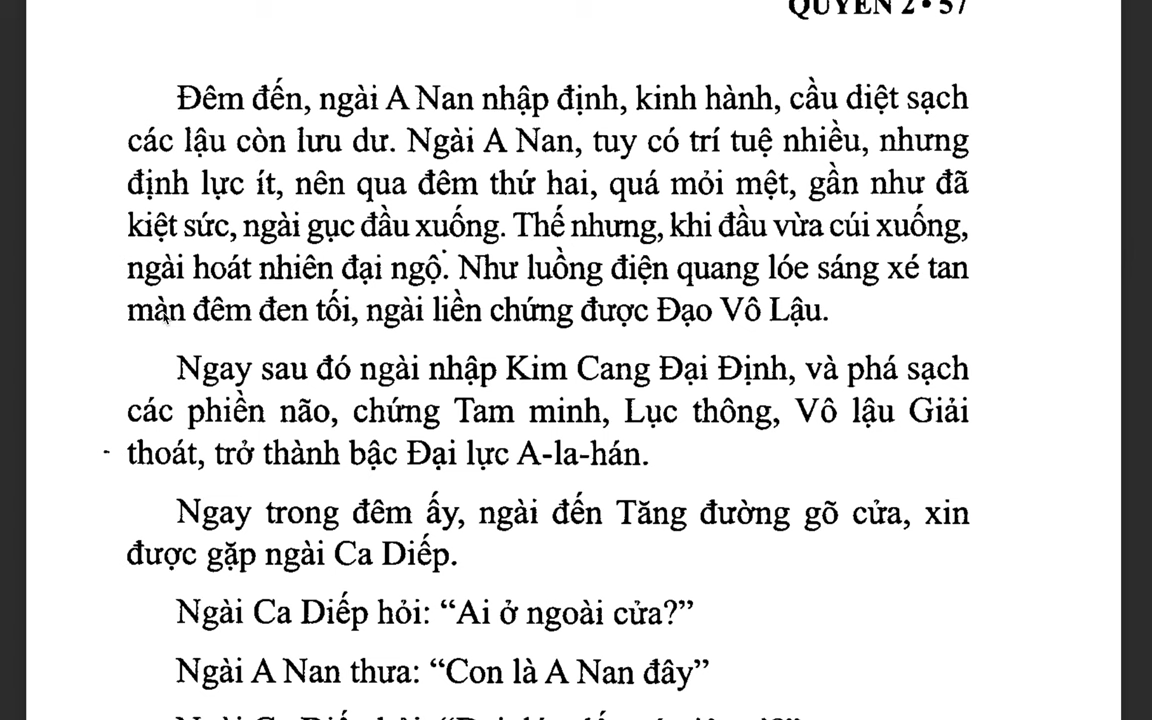 QUYỂN 2 • 57
Đêm đến, ngài A Nan nhập định, kinh hành, cầu diệt sạch
các lậu còn lưu dư. Ngài A Nan, tuy có trí tuệ nhiều, nhưng
định lực ít, nên qua đêm thứ hai, quá mỏi mệt, gần như đã
kiệt sức, ngài gục đầu xuống. Thế nhưng, khi đầu vừa cúi xuống,
ngài hoát nhiên đại ngộ. Như luồng điện quang lóe sáng xé tan
màn đêm đen tối, ngài liền chứng được Đạo Vô Lậu.
Ngay sau đó ngài nhập Kim Cang Đại Định, và phá sạch
các phiền não, chứng Tam minh, Lục thông, Vô lậu Giải
thoát, trở thành bậc Đại lực A-la-hán.
Ngay trong đêm ấy, ngài đến Tăng đường gõ cửa, xin
được gặp ngài Ca Diếp.
Ngài Ca Diếp hỏi: “Ai ở ngoài cửa?”
Ngài A Nan thưa: “Con là A Nan đây”